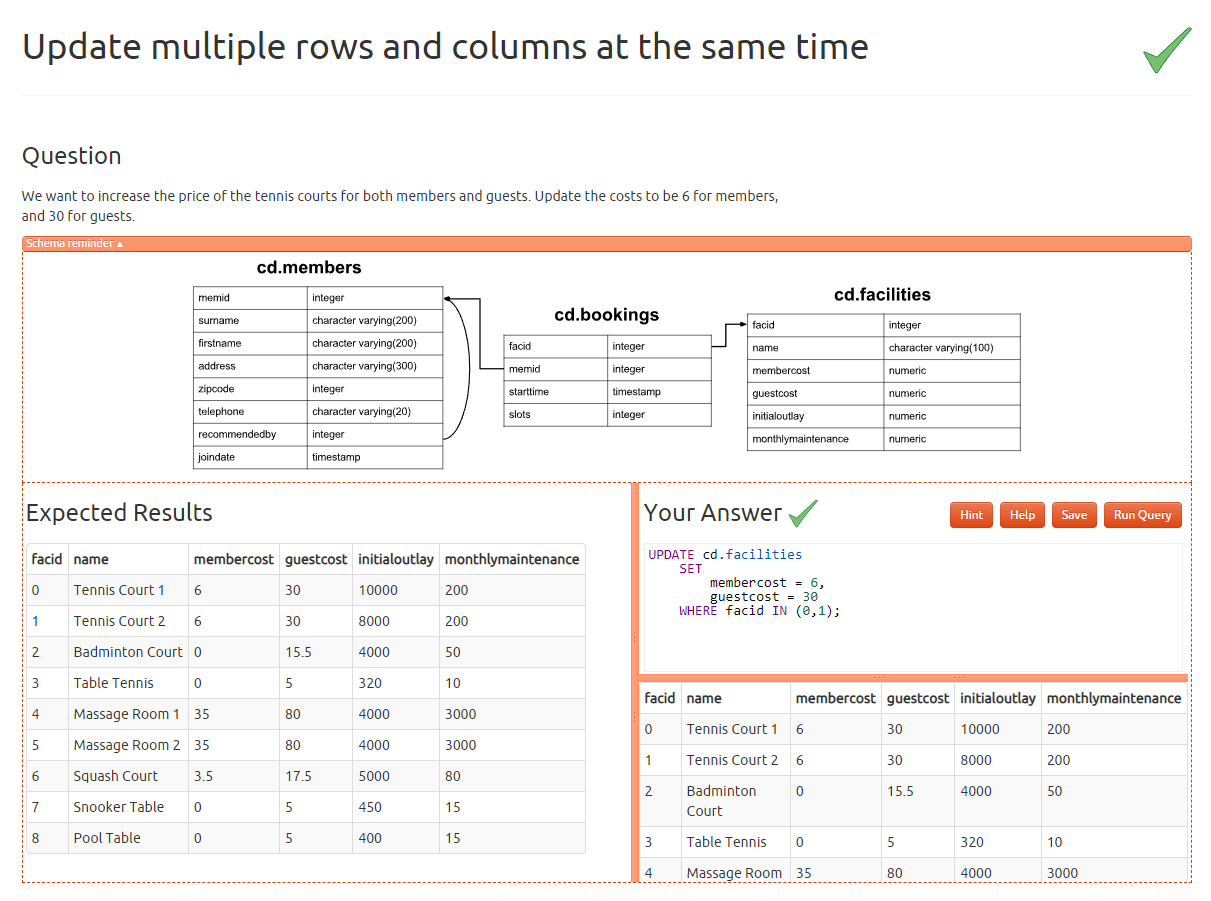 Update multiple rows and columns at the same time
Question
We want to increase the price of the tennis courts for both members and guests. Update the costs to be 6 for members,
and 30 for guests.
Schema reminder ▲
cd.members
memid integer
surname character varying(200)
firstname character varying(200)
address character varying(300)
zipcode integer
telephone character varying(20)
recommendedby integer
joindate timestamp
cd.bookings
facid integer
memid integer
starttime timestamp
slots integer
cd.facilities
facid integer
name character varying(100)
membercost numeric
guestcost numeric
initialoutlay numeric
monthlymaintenance numeric
Expected Results
facid name membercost guestcost initialoutlay monthlymaintenance
0 Tennis Court 1 6 30 10000 200
1 Tennis Court 2 6 30 8000 200
2 Badminton Court 0 15.5 4000 50
3 Table Tennis 0 5 320 10
4 Massage Room 1 35 80 4000 3000
5 Massage Room 2 35 80 4000 3000
6 Squash Court 3.5 17.5 5000 80
7 Snooker Table 0 5 450 15
8 Pool Table 0 5 400 15
Your Answer
Hint Help Save Run Query
UPDATE cd.facilities
SET
membercost = 6,
guestcost = 30
WHERE facid IN (0,1);
facid name membercost guestcost initialoutlay monthlymaintenance
0 Tennis Court 1 6 30 10000 200
1 Tennis Court 2 6 30 8000 200
2 Badminton Court 0 15.5 4000 50
3 Table Tennis 0 5 320 10
4 Massage Room 35 80 4000 3000